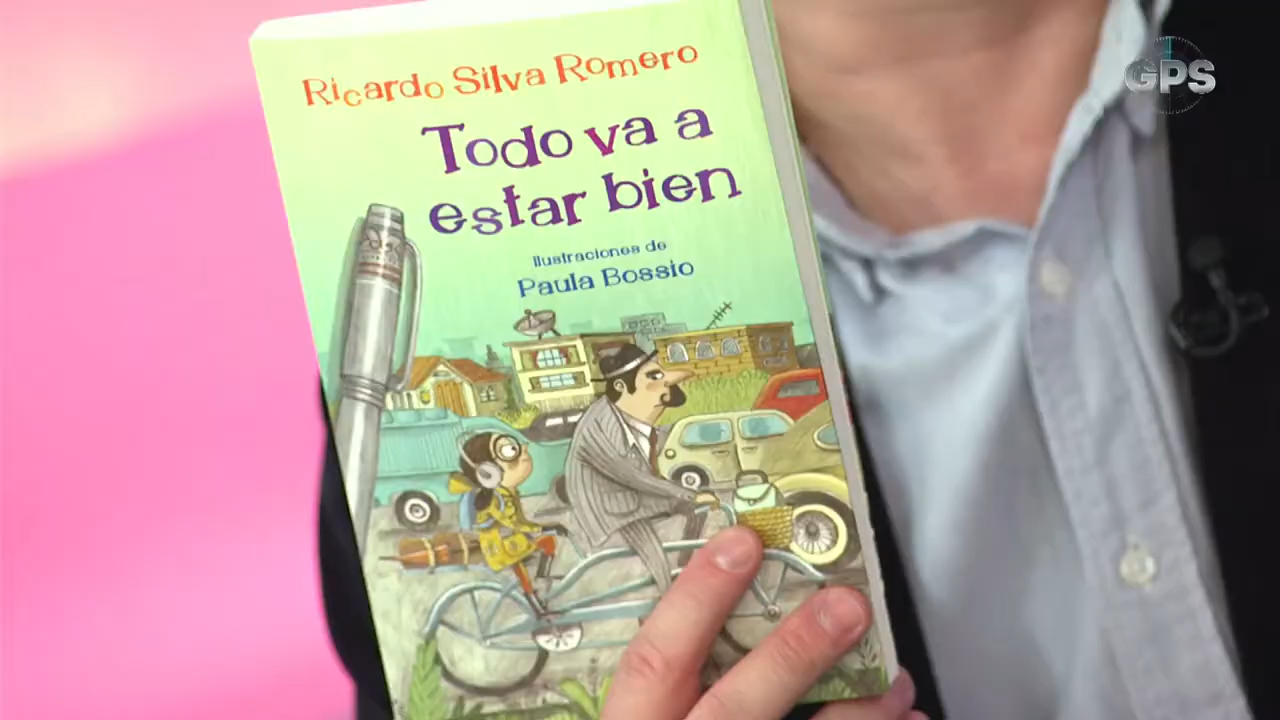 Ricardo Silva Romero
Todo va a
estar bien
Ilustraciones de
Paula Bossio
GPS